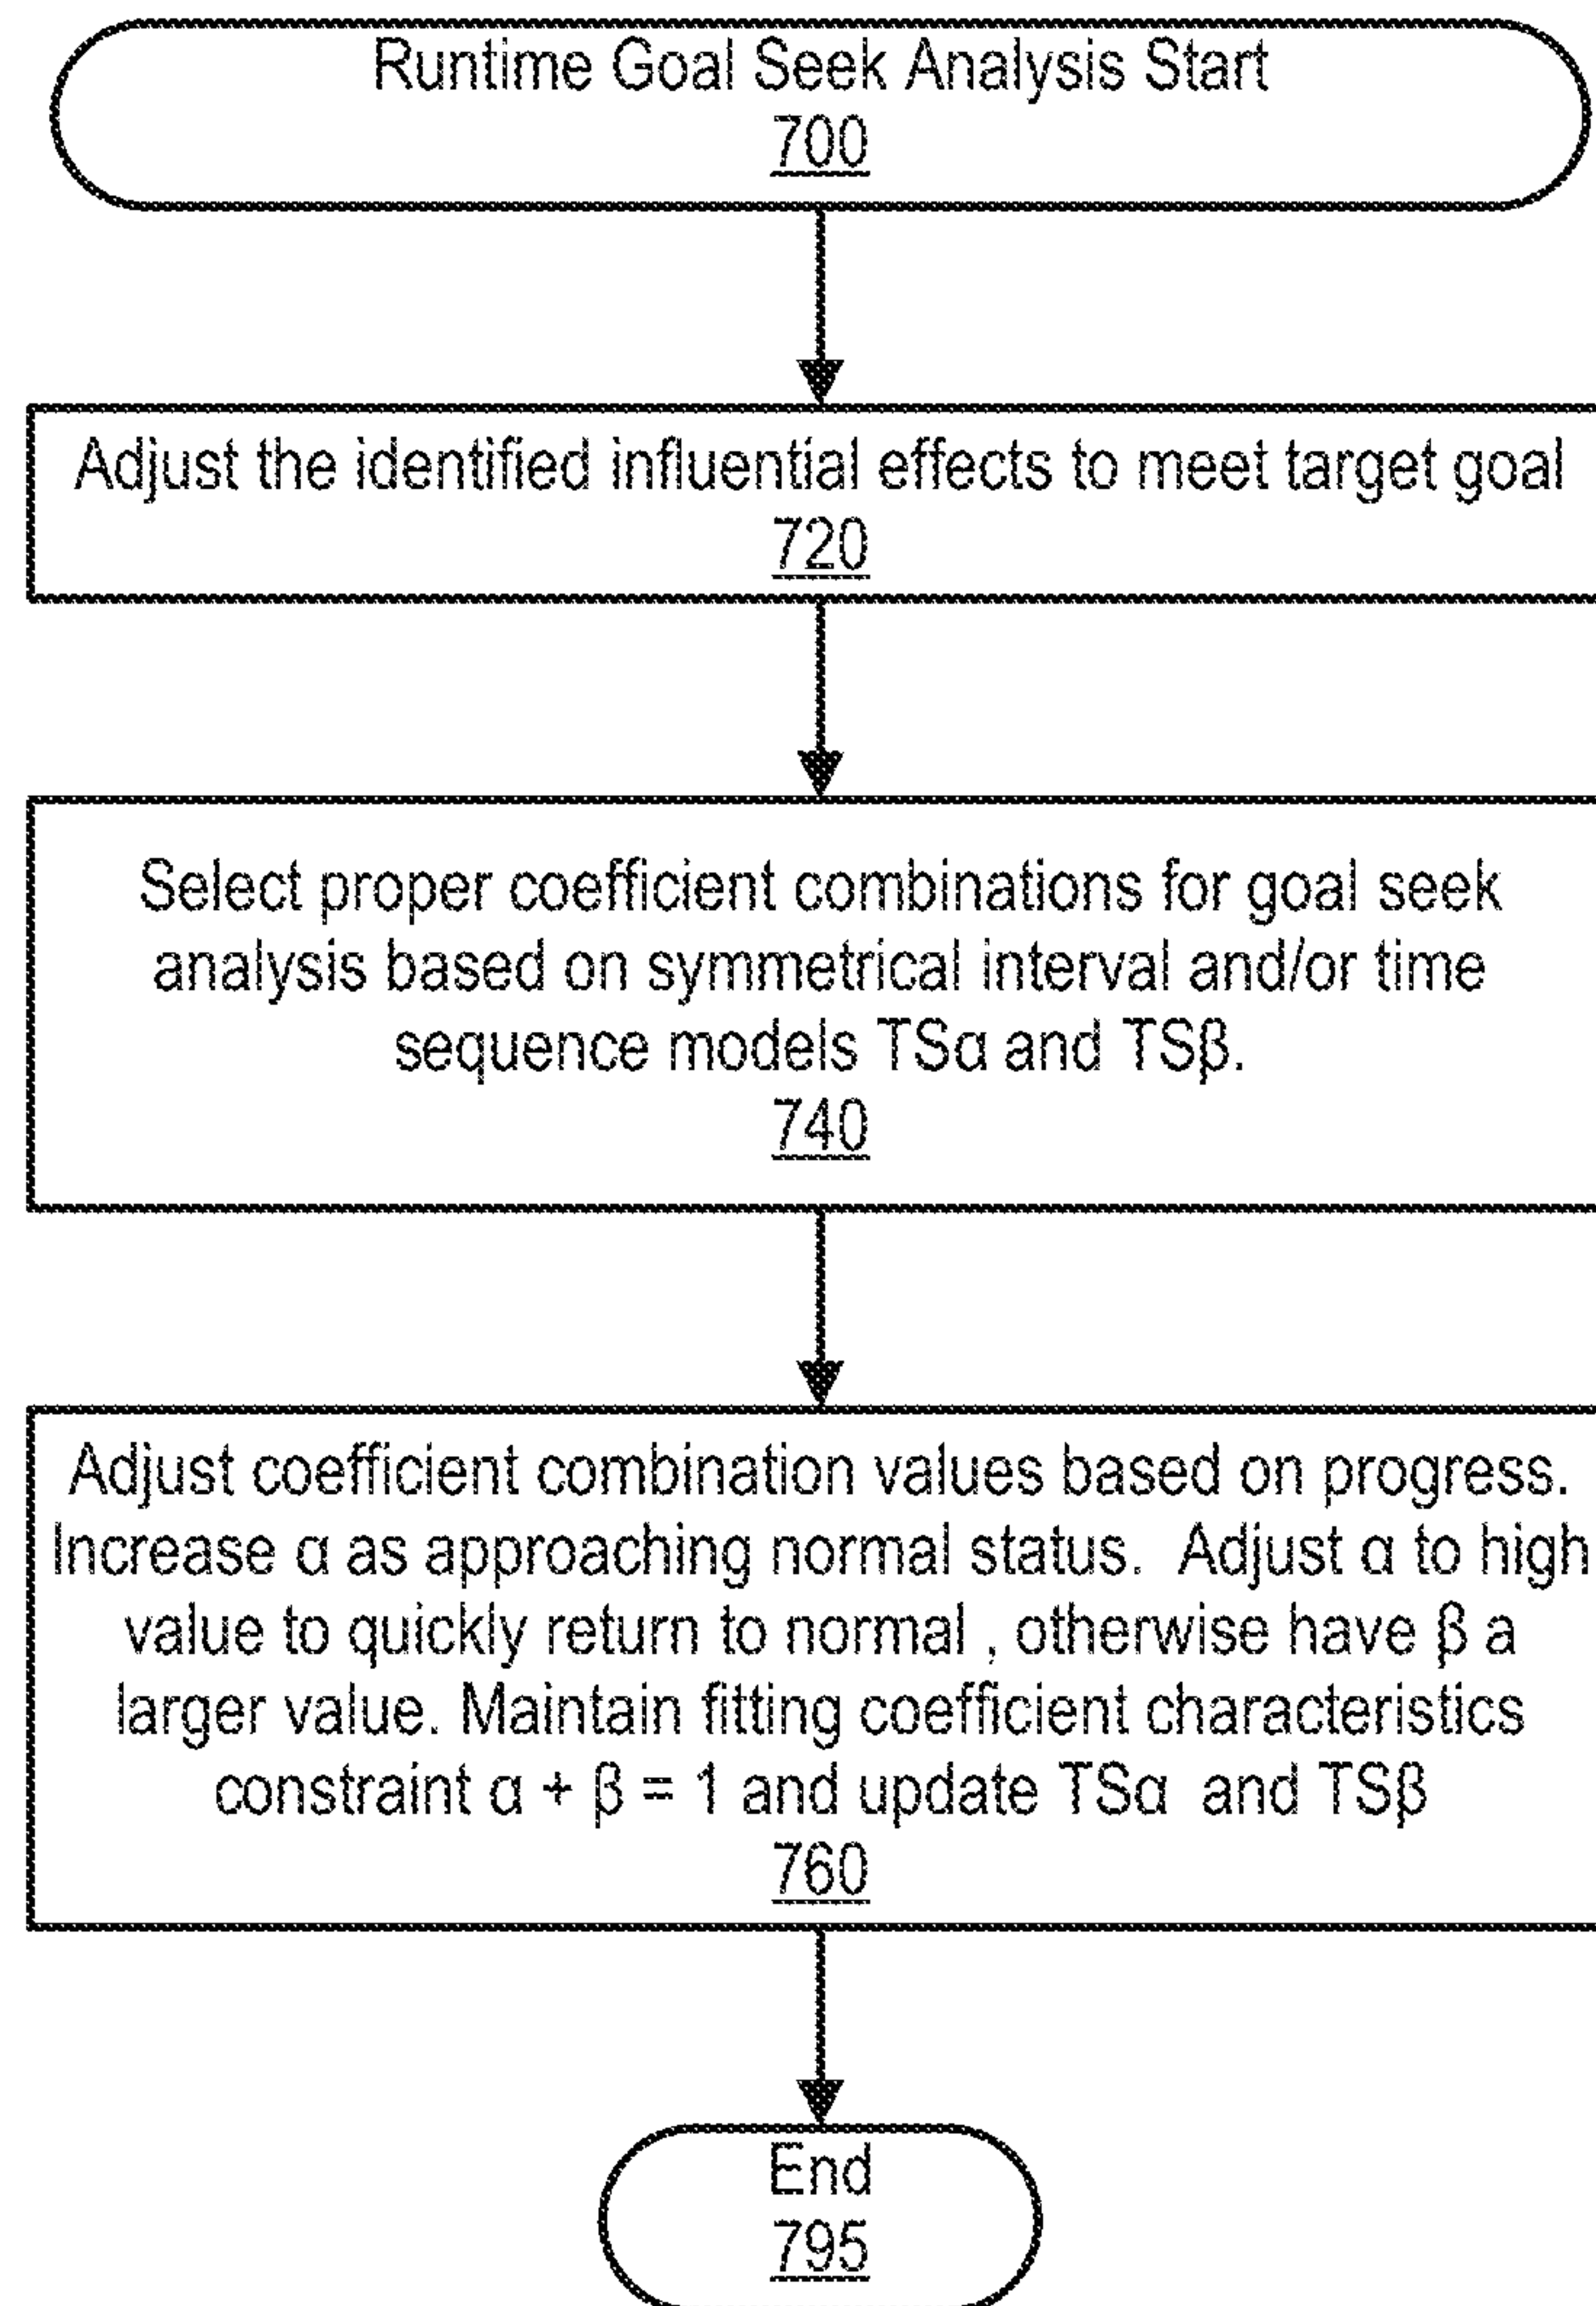 Runtime Goal Seek Analysis Start
700
Adjust the identified influential effects to meet target goal
720
Select proper coefficient combinations for goal seek
analysis based on symmetrical interval and/or time
sequence models TSα and TSβ.
740
Adjust coefficient combination values based on progress.
Increase α as approaching normal status. Adjust α to high
value to quickly return to normal , otherwise have β a
larger value. Maintain fitting coefficient characteristics
constraint α + β = 1 and update TSα and TSβ
760
End
795